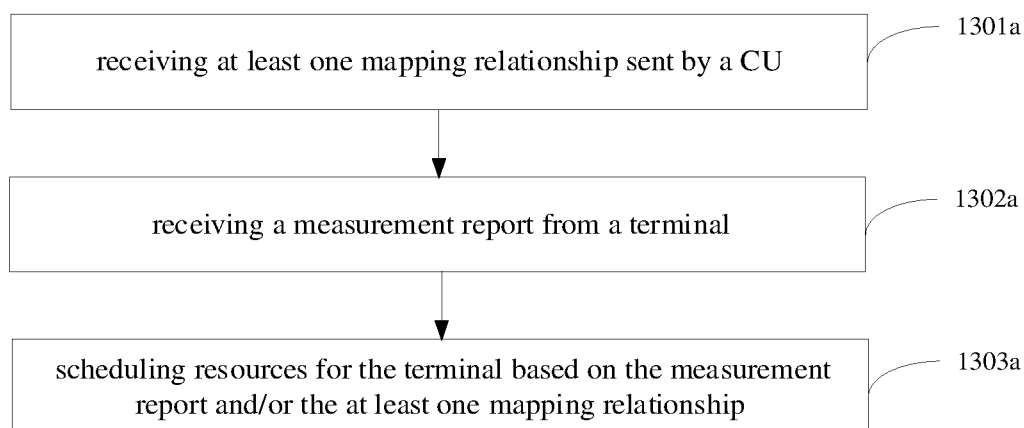 1301a
receiving at least one mapping relationship sent by a CU
1302a
receiving a measurement report from a terminal
1303a
scheduling resources for the terminal based on the measurement
report and/or the at least one mapping relationship